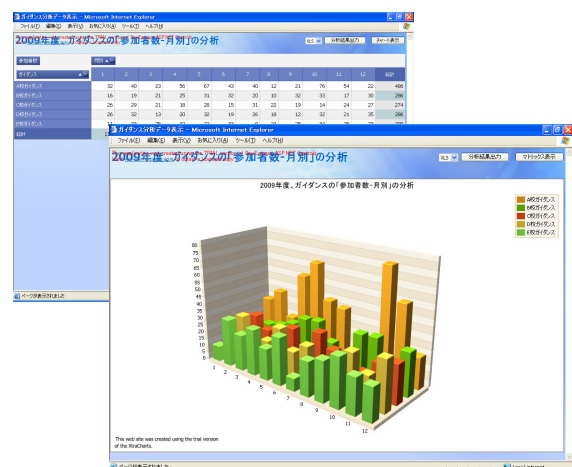 ガイダンス分析データ表示 - Microsoft Internet Explorer
ファイル(F) 編集(E) 表示(V) お気に入り(A) ツール(T) ヘルプ(H)
2009年度、ガイダンスの「参加者数-月別」の分析
XLS 分析結果出力 チャート表示
参加者数 月別
ガイダンス 1 2 3 4 5 6 7 8 9 10 11 12 総計
A校ガイダンス 32 40 23 56 67 43 40 12 21 76 54 22 486
B校ガイダンス 16 19 21 25 31 32 20 10 32 33 17 30 286
C校ガイダンス 26 29 21 18 28 15 31 22 19 14 24 27 274
D校ガイダンス 26 32 13 20 32 19 26 18 12 32 21 35 286
総計
ページが表示されました
ガイダンス分析データ表示 - Microsoft Internet Explorer
ファイル(F) 編集(E) 表示(V) お気に入り(A) ツール(T) ヘルプ(H)
2009年度、ガイダンスの「参加者数-月別」の分析
XLS 分析結果出力 マトリックス表示
2009年度、ガイダンスの「参加者数-月別」の分析
A校ガイダンス
B校ガイダンス
C校ガイダンス
D校ガイダンス
E校ガイダンス
80
75
70
65
60
55
50
45
40
35
30
25
20
15
10
5
0
1 2 3 4 5 6 7 8 9 10 11 12
This web site was created using the trial version
of the XtraCharts.
ページが表示されました
Local intranet